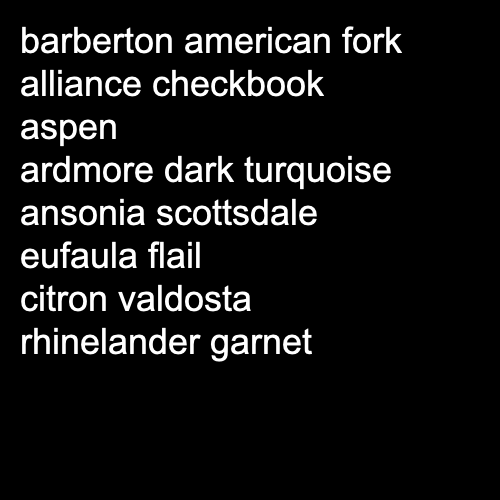 barberton american fork
alliance checkbook
aspen
ardmore dark turquoise
ansonia scottsdale
eufaula flail
citron valdosta
rhinelander garnet